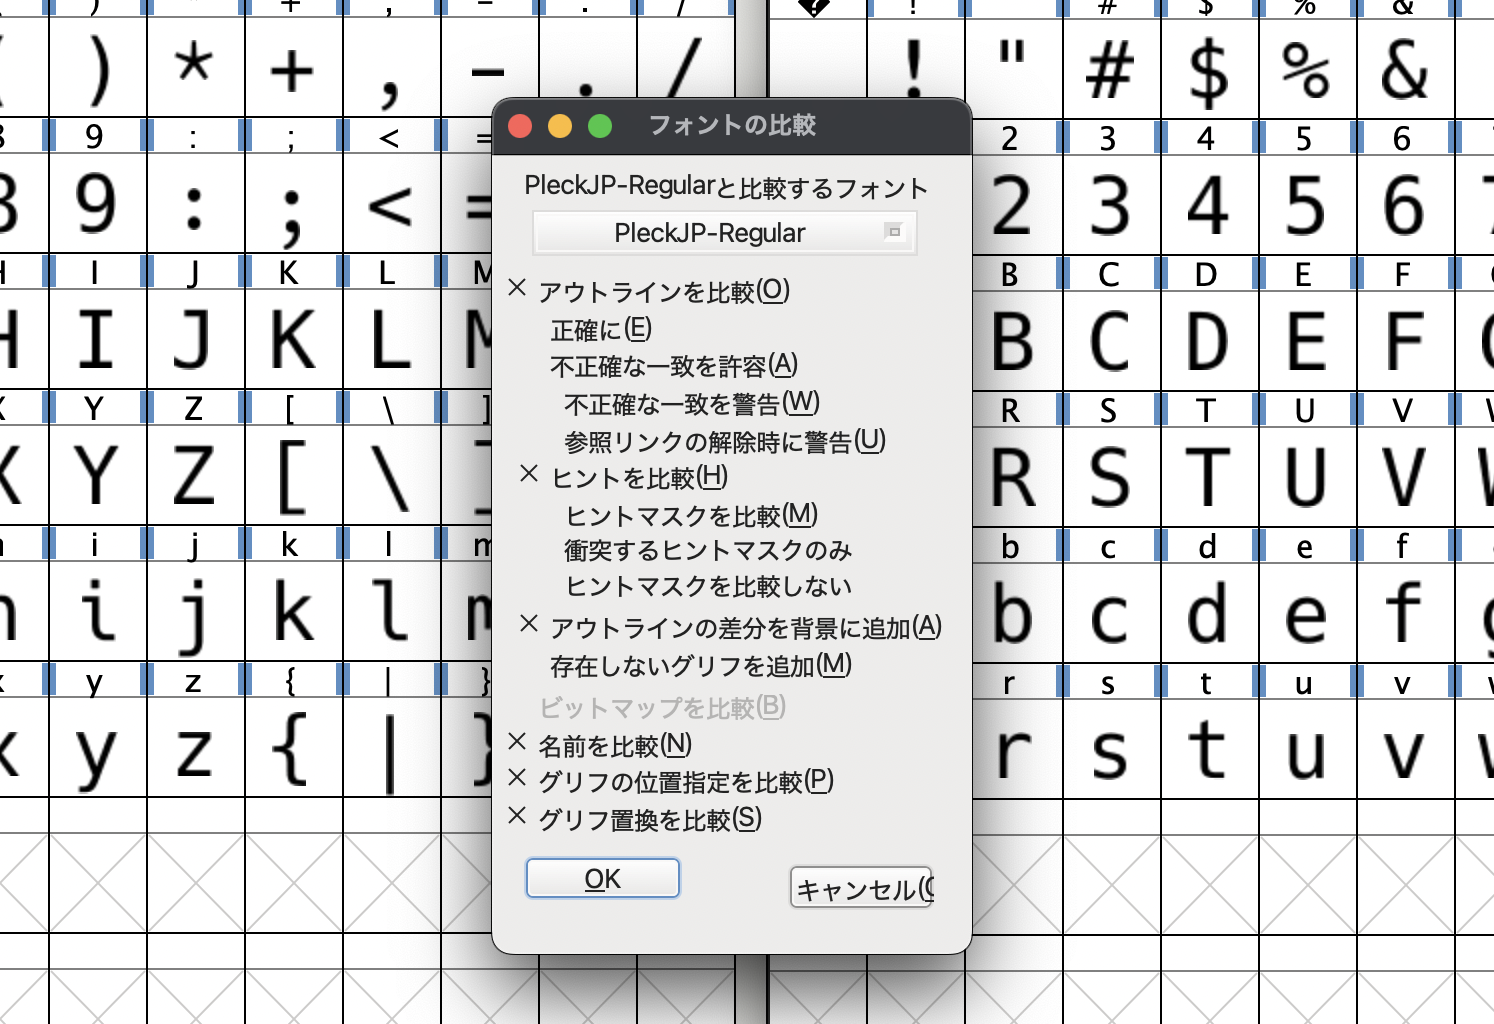 ) * + , - . / ! # $ % &
) * + , - . / ! " # $ % &
8 9 : ; < = 2 3 4 5 6
8 9 : ; < = 2 3 4 5 6
H I J K L M B C D E F
H I J K L M B C D E F
X Y Z [ \ ] R S T U V
X Y Z [ \ ] R S T U V
h i j k l m b c d e f
h i j k l m b c d e f
x y z { | } r s t u v
x y z { | } r s t u v
フォントの比較
PleckJP-Regularと比較するフォント
PleckJP-Regular
アウトラインを比較(O)
正確に(E)
不正確な一致を許容(A)
不正確な一致を警告(W)
参照リンクの解除時に警告(U)
ヒントを比較(H)
ヒントマスクを比較(M)
衝突するヒントマスクのみ
ヒントマスクを比較しない
アウトラインの差分を背景に追加(A)
存在しないグリフを追加(M)
ビットマップを比較(B)
名前を比較(N)
グリフの位置指定を比較(P)
グリフ置換を比較(S)
OK
キャンセル(C